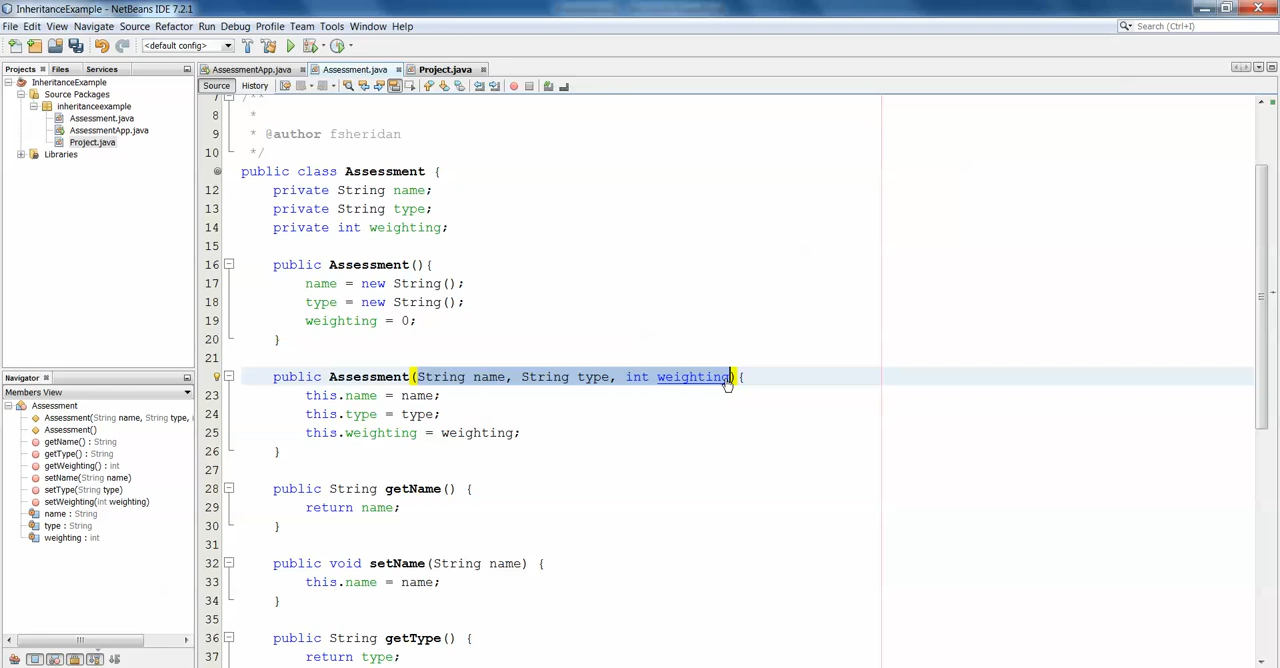 InheritanceExample - NetBeans IDE 7.2.1
File Edit View Navigate Source Refactor Run Debug Profile Team Tools Window Help
Search (Ctrl+I)
<default config>
Projects Files Services
AssessmentApp.java Assessment.java Project.java
InheritanceExample
Source Packages
inheritanceexample
Assessment.java
AssessmentApp.java
Project.java
Libraries
Source History
7 /**
8 *
9 * @author fsheridan
10 */
public class Assessment {
12 private String name;
13 private String type;
14 private int weighting;
15
16 public Assessment(){
17 name = new String();
18 type = new String();
19 weighting = 0;
20 }
21
public Assessment(String name, String type, int weighting){
23 this.name = name;
24 this.type = type;
25 this.weighting = weighting;
26 }
27
28 public String getName() {
29 return name;
30 }
31
32 public void setName(String name) {
33 this.name = name;
34 }
35
36 public String getType() {
37 return type;
Navigator
Members View
Assessment
Assessment(String name, String type, i
Assessment()
getName() : String
getType() : String
getWeighting() : int
setName(String name)
setType(String type)
setWeighting(int weighting)
name : String
type : String
weighting : int